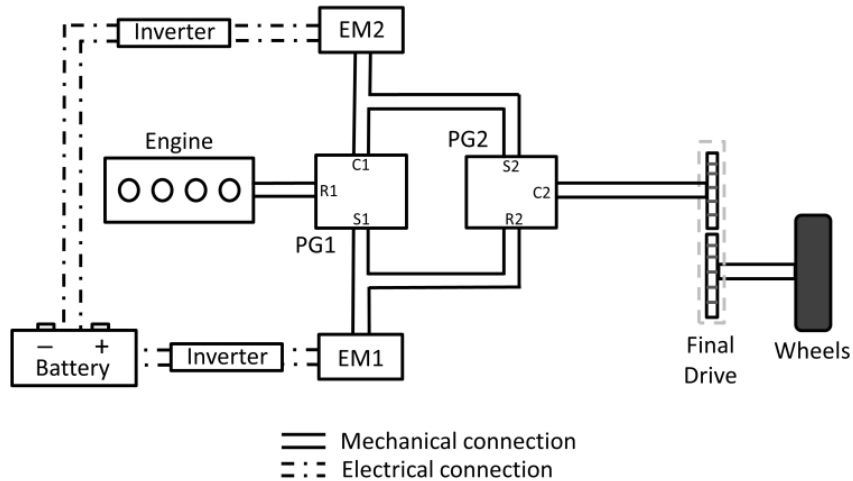 Inverter
EM2
Engine
PG2
C1
S2
R1
C2
S1
R2
PG1
− +
Battery
Inverter
EM1
Final
Drive
Wheels
Mechanical connection
Electrical connection